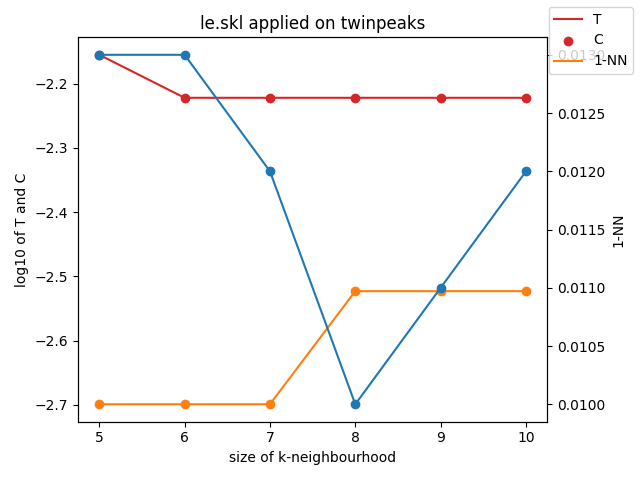 le.skl applied on twinpeaks
T
C
1-NN
log10 of T and C
−2.2
−2.3
−2.4
−2.5
−2.6
−2.7
0.0130
0.0125
0.0120
0.0115
0.0110
0.0105
0.0100
1-NN
5 6 7 8 9 10
size of k-neighbourhood